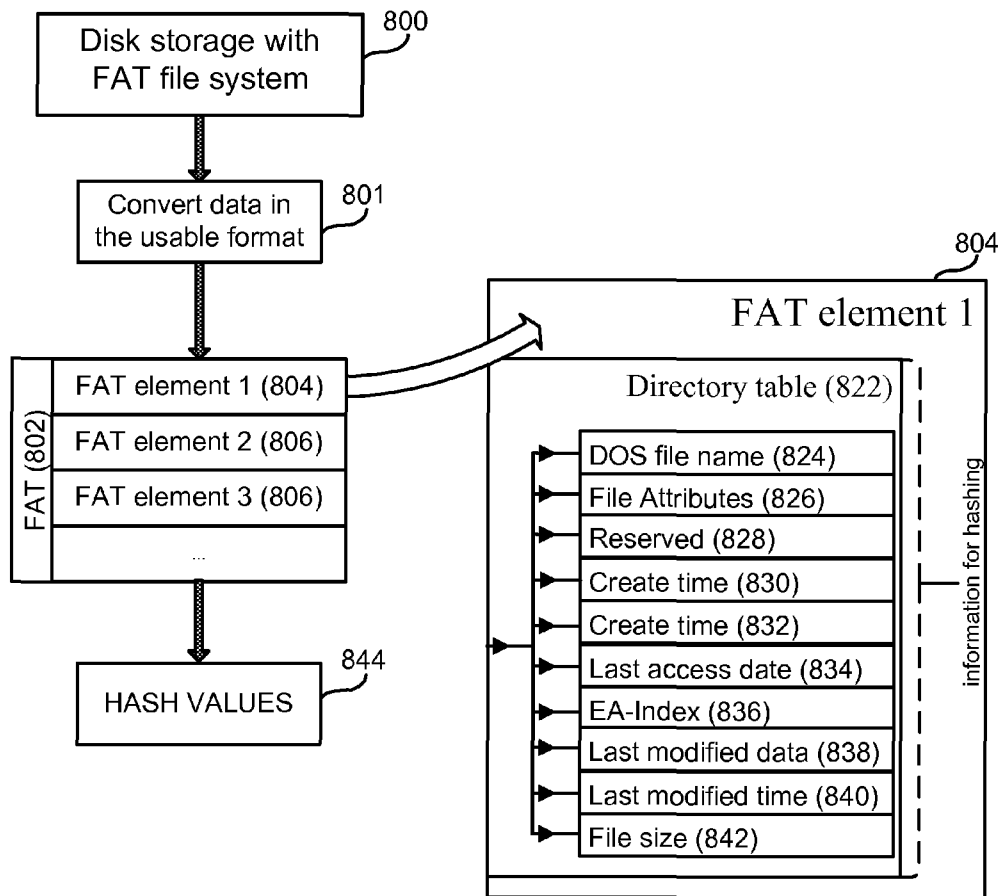 Disk storage with
FAT file system
800
Convert data in
the usable format
801
FAT (802)
FAT element 1 (804)
FAT element 2 (806)
FAT element 3 (806)
...
HASH VALUES
844
804
FAT element 1
Directory table (822)
DOS file name (824)
File Attributes (826)
Reserved (828)
Create time (830)
Create time (832)
Last access date (834)
EA-Index (836)
Last modified data (838)
Last modified time (840)
File size (842)
information for hashing